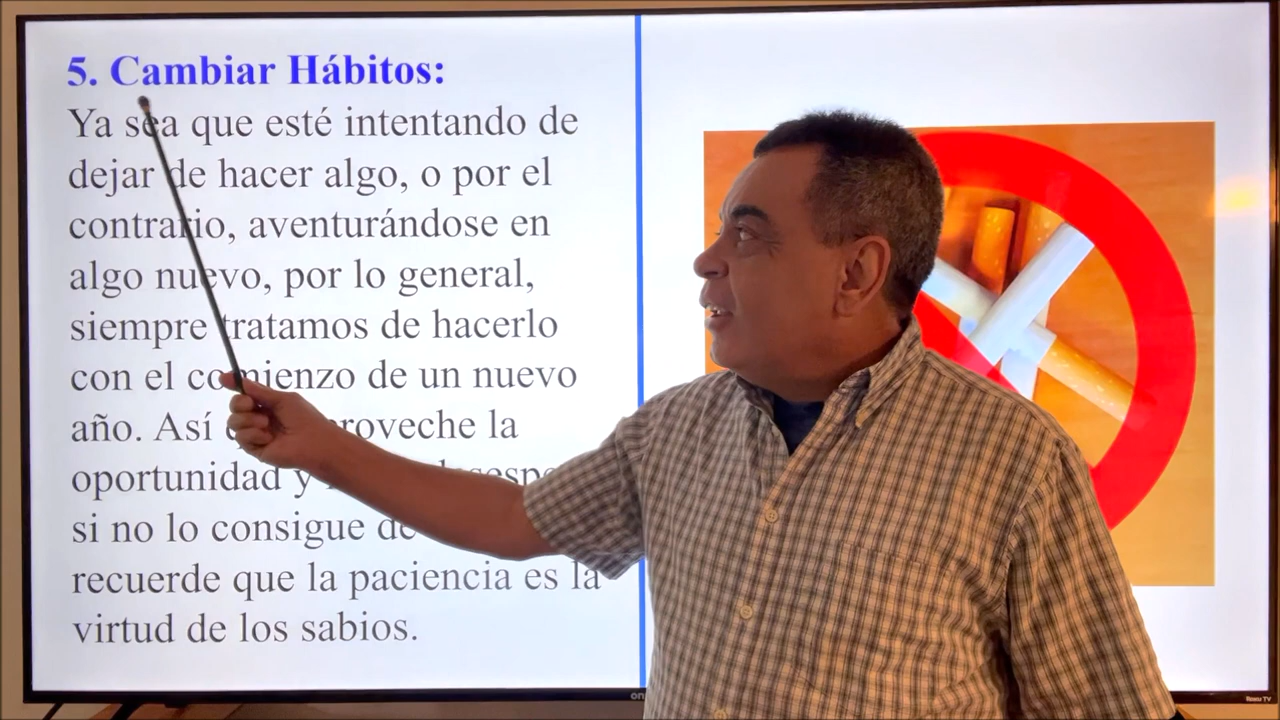 5. Cambiar Hábitos:
Ya sea que esté intentando de
dejar de hacer algo, o por el
contrario, aventurándose en
algo nuevo, por lo general,
siempre tratamos de hacerlo
con el comienzo de un nuevo
año. Así la
oportunidad y
si no lo consigue
recuerde que la paciencia es la
virtud de los sabios.
Roku TV